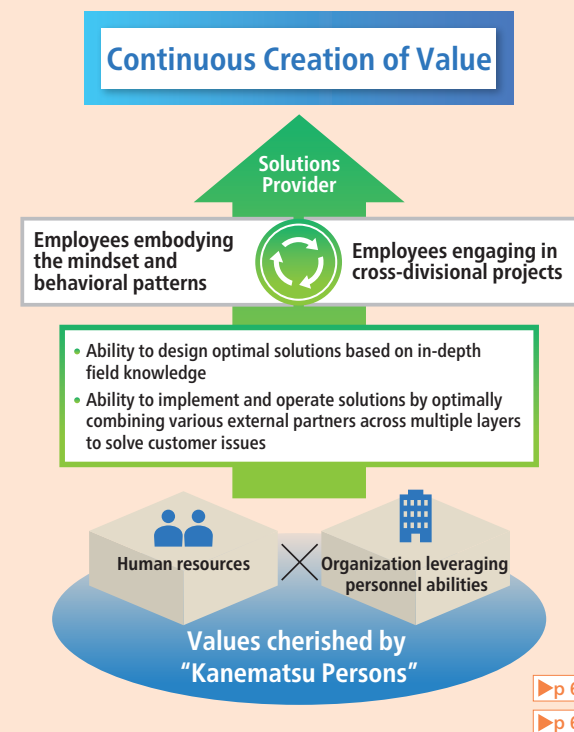 Continuous Creation of Value
Solutions
Provider
Employees embodying
the mindset and
behavioral patterns
Employees engaging in
cross-divisional projects
• Ability to design optimal solutions based on in-depth
field knowledge
• Ability to implement and operate solutions by optimally
combining various external partners across multiple layers
to solve customer issues
Human resources
Organization leveraging
personnel abilities
Values cherished by
“Kanematsu Persons”
▶p 6
▶p 6